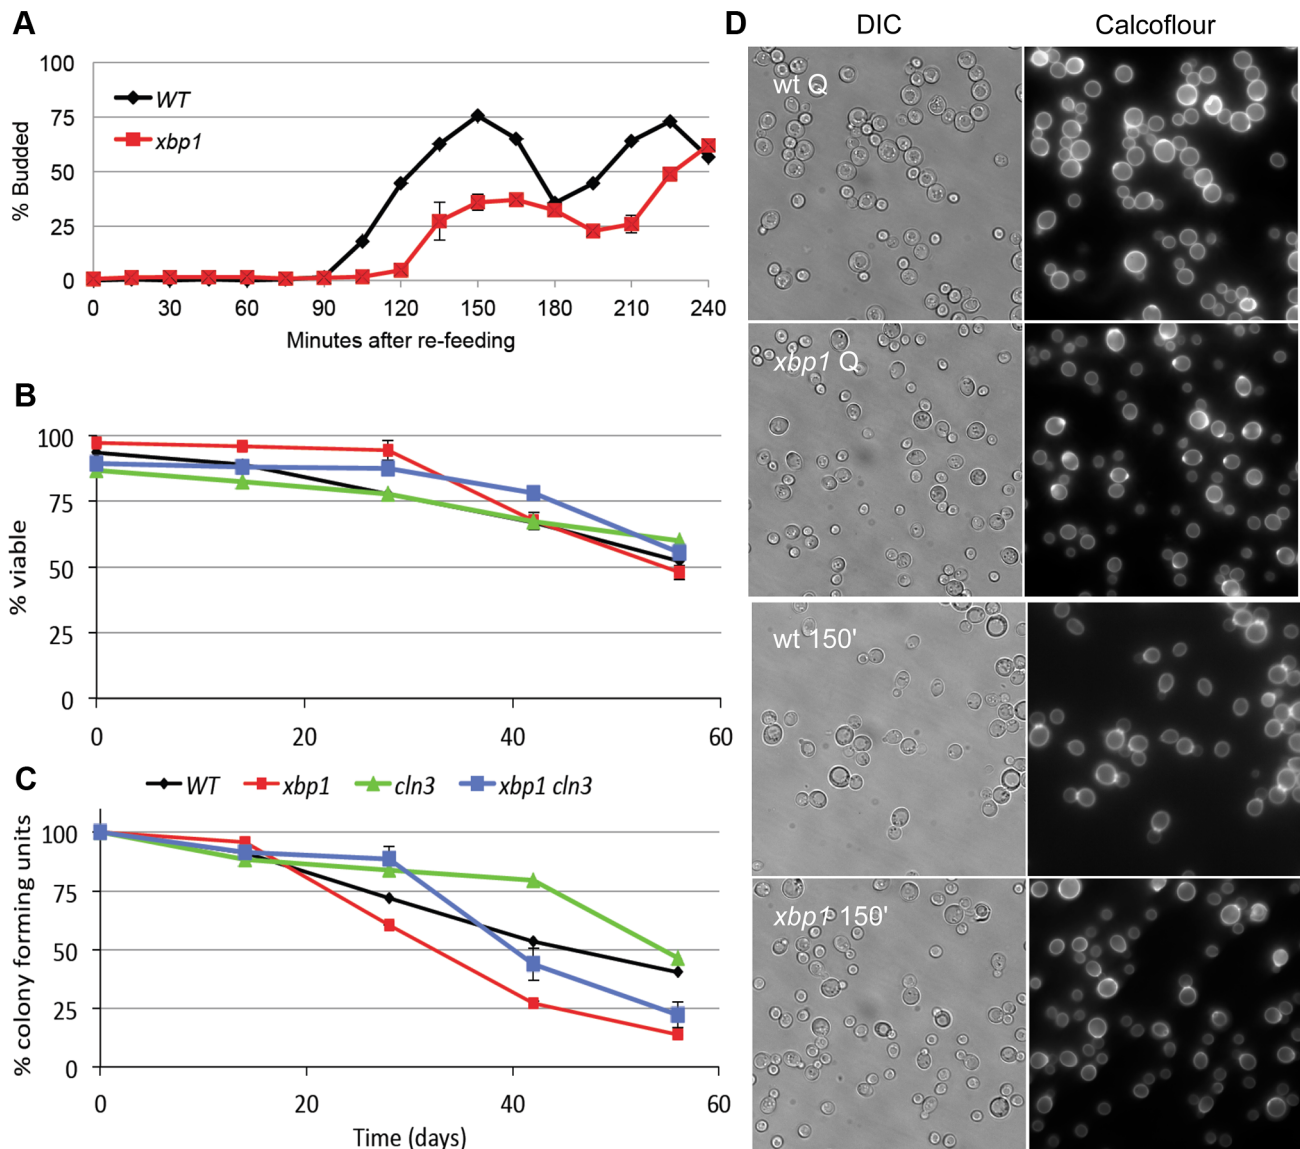 A
100
75
50
25
0
% Budded
WT
xbp1
0 30 60 90 120 150 180 210 240
Minutes after re-feeding
B
100
75
50
25
0
% viable
0 20 40 60
C
WT xbp1 cln3 xbp1 cln3
100
75
50
25
0
% colony forming units
0 20 40 60
Time (days)
D
DIC Calcoflour
wt Q
xbp1 Q
wt 150'
xbp1 150'